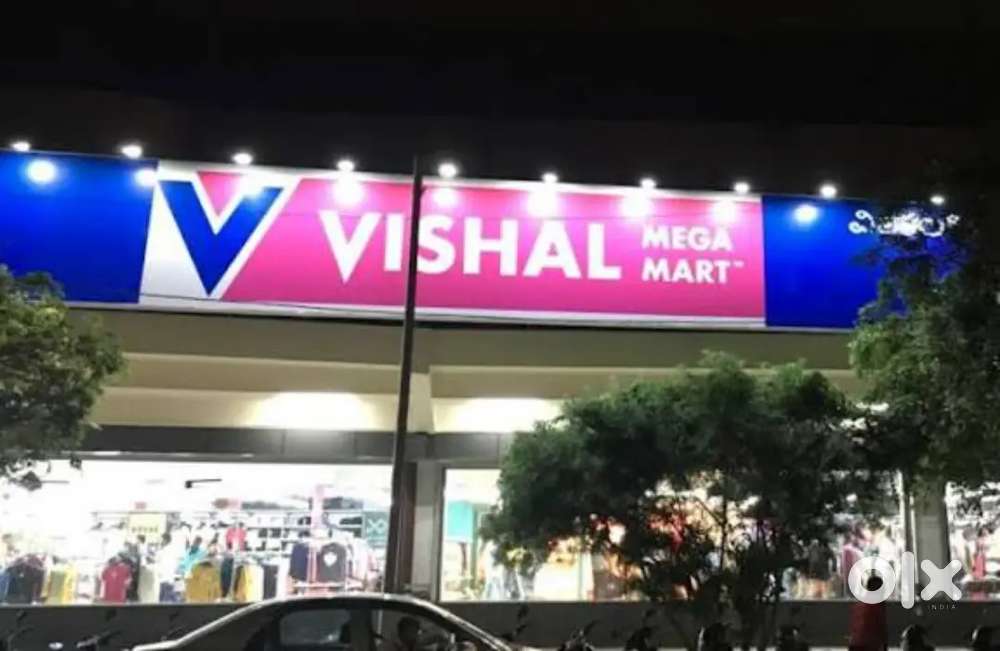 VISHAL
MEGA
MART™
olx
INDIA